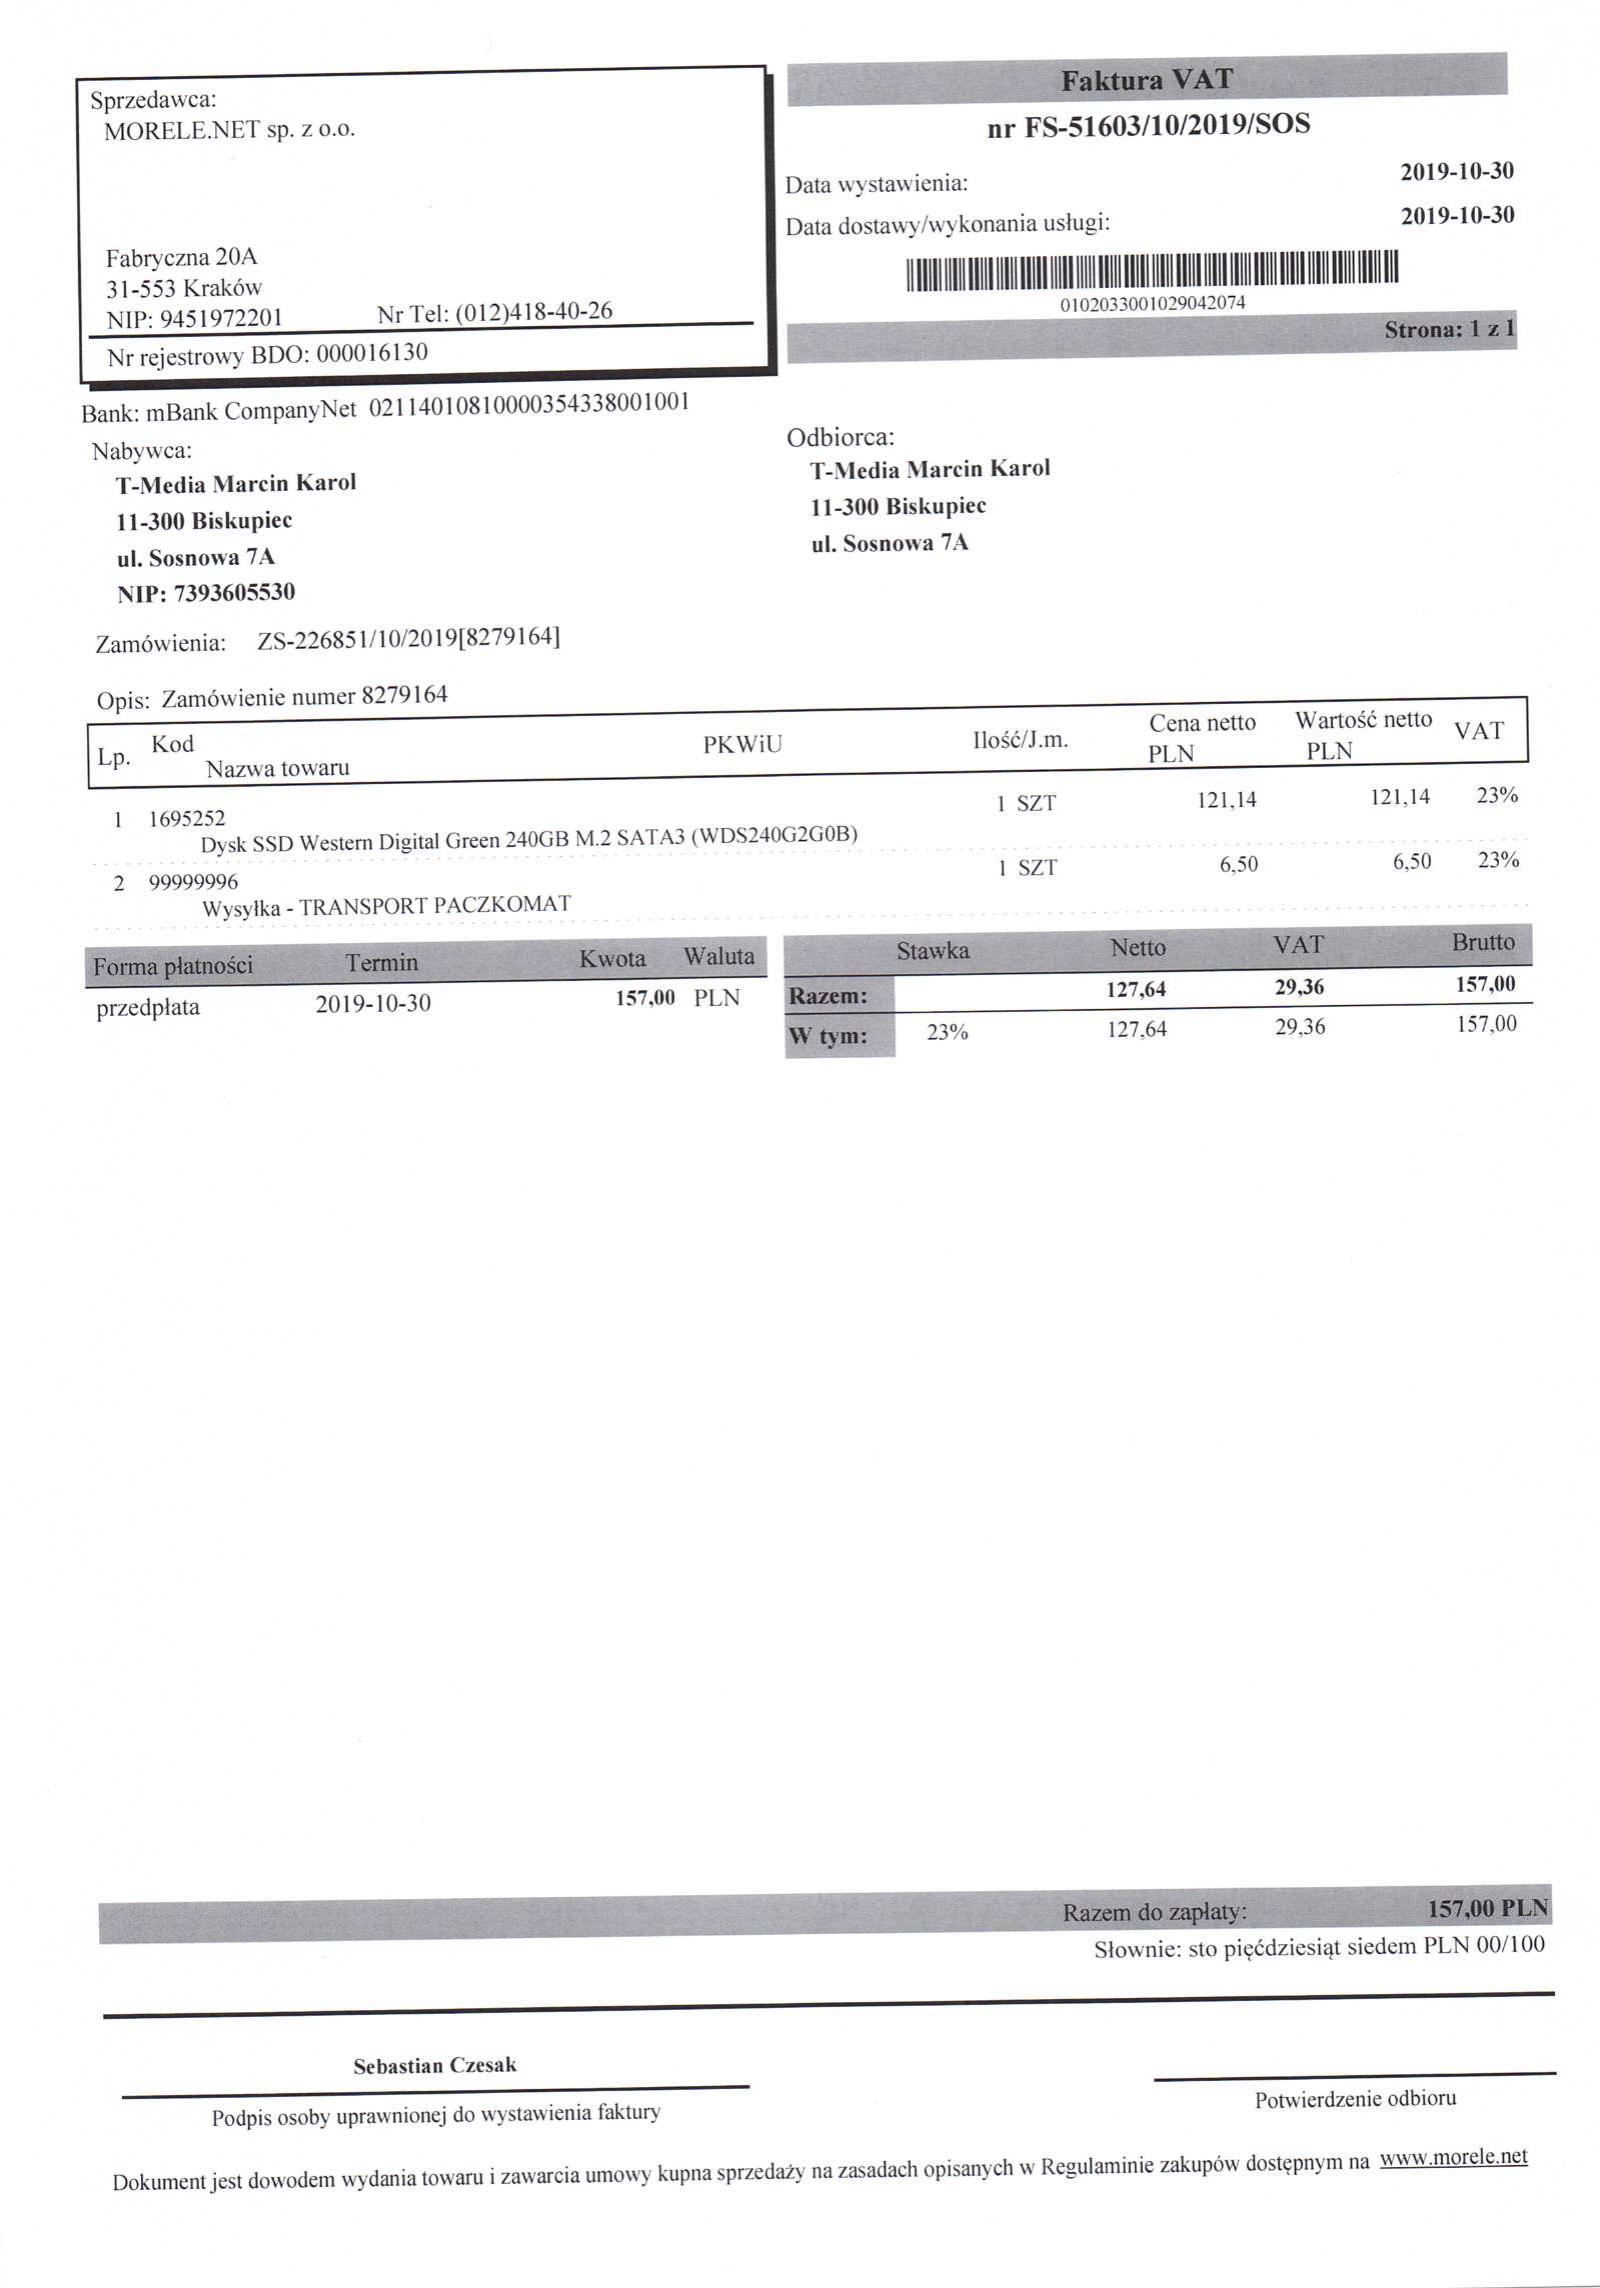 Sprzedawca:
MORELE.NET sp. z o.o.
Fabryczna 20A
31-553 Kraków
NIP: 9451972201 Nr Tel: (012)418-40-26
Nr rejestrowy BDO: 000016130
Faktura VAT
nr FS-51603/10/2019/SOS
Data wystawienia: 2019-10-30
Data dostawy/wykonania usługi: 2019-10-30
0102033001029042074
Strona: 1 z 1
Bank: mBank CompanyNet 02114010810000354338001001
Nabywca:
T-Media Marcin Karol
11-300 Biskupiec
ul. Sosnowa 7A
NIP: 7393605530
Odbiorca:
T-Media Marcin Karol
11-300 Biskupiec
ul. Sosnowa 7A
Zamówienia: ZS-226851/10/2019[8279164]
Opis: Zamówienie numer 8279164
Lp. Kod Nazwa towaru PKWiU Ilość/J.m. Cena netto PLN Wartość netto PLN VAT
1 1695252 1 SZT 121,14 121,14 23%
Dysk SSD Western Digital Green 240GB M.2 SATA3 (WDS240G2G0B)
2 99999996 1 SZT 6,50 6,50 23%
Wysyłka - TRANSPORT PACZKOMAT
Forma płatności Termin Kwota Waluta
przedpłata 2019-10-30 157,00 PLN
Stawka Netto VAT Brutto
Razem: 127,64 29,36 157,00
W tym: 23% 127,64 29,36 157,00
Razem do zapłaty: 157,00 PLN
Słownie: sto pięćdziesiąt siedem PLN 00/100
Sebastian Czesak
Podpis osoby uprawnionej do wystawienia faktury
Potwierdzenie odbioru
Dokument jest dowodem wydania towaru i zawarcia umowy kupna sprzedaży na zasadach opisanych w Regulaminie zakupów dostępnym na www.morele.net